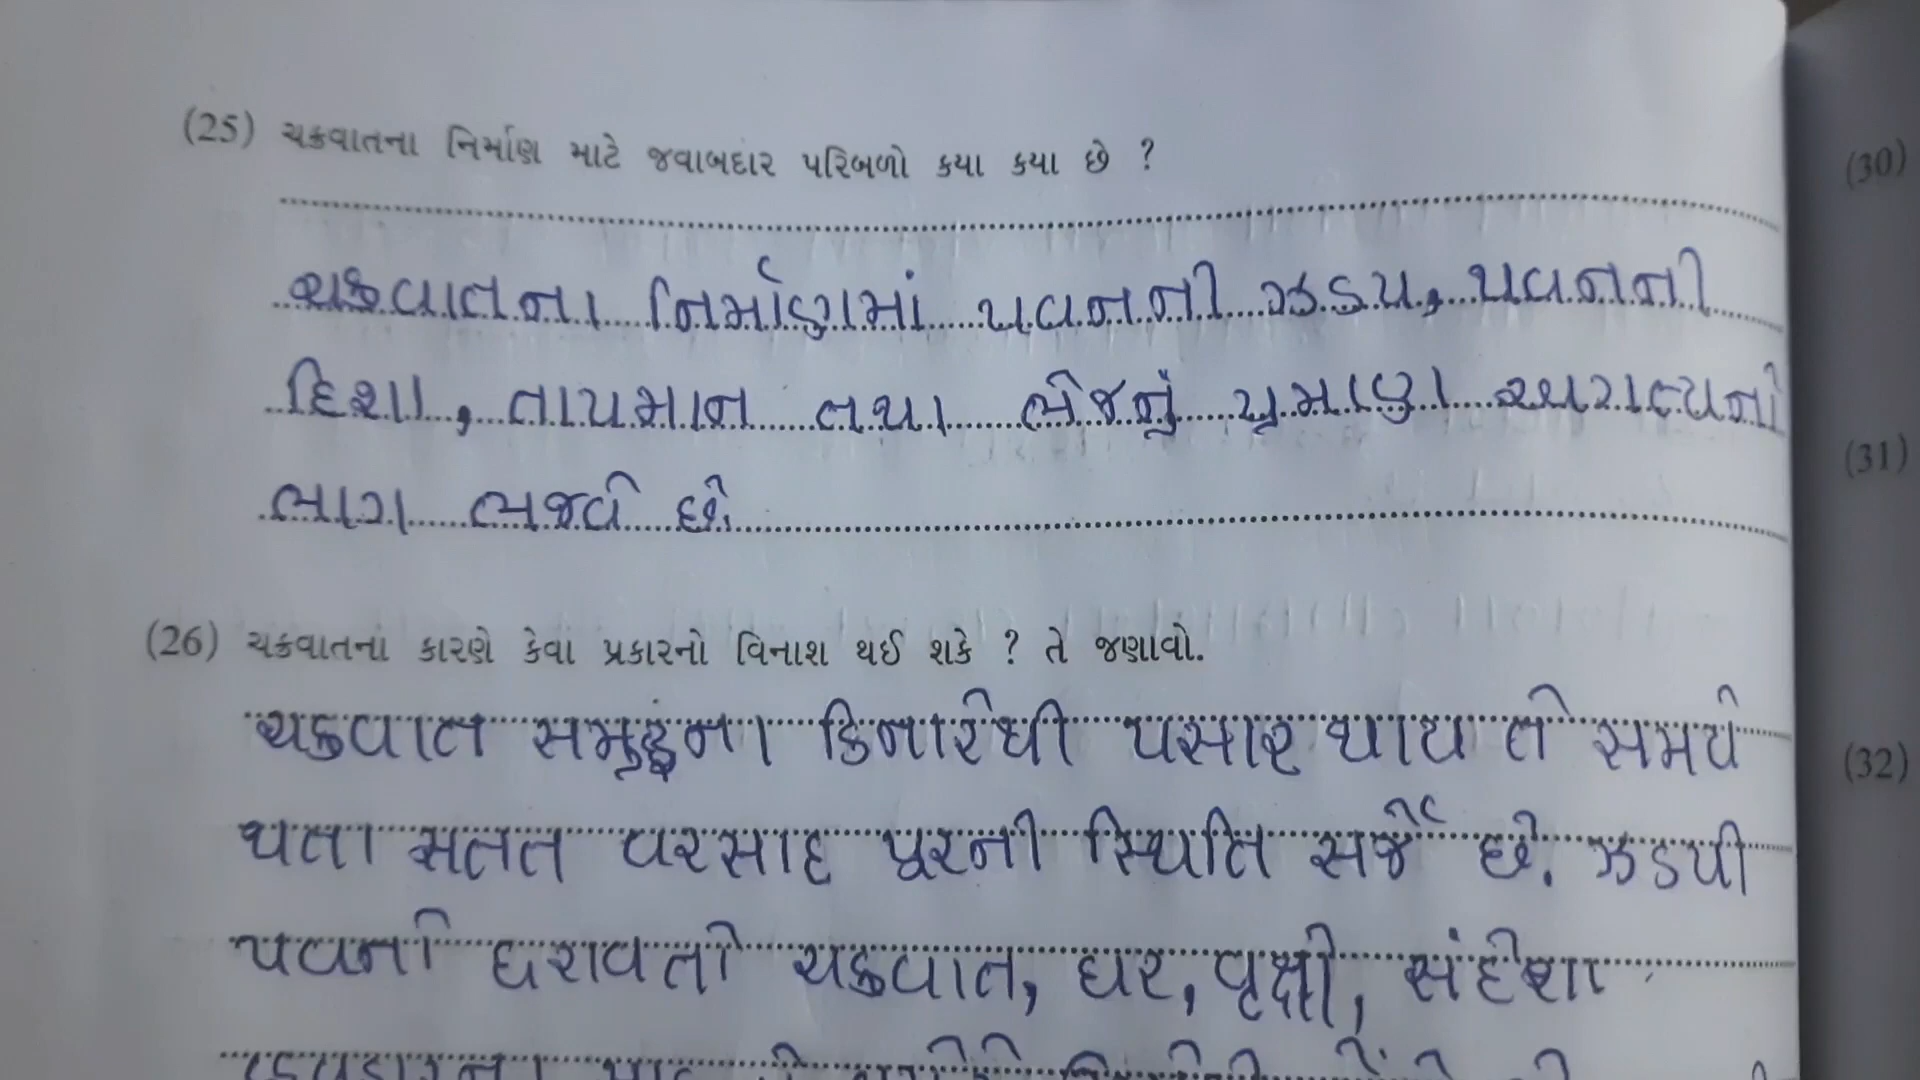 (25) ચક્રવાતના નિર્માણ માટે જવાબદાર પરિબળો કયા કયા છે ?
ચક્રવાતના નિર્માણમાં પવનની ઝડપ, પવનની
દિશા, તાપમાન તથા ભેજનું પ્રમાણ અગત્યનો
ભાગ ભજવે છે.
(26) ચક્રવાતના કારણે કેવા પ્રકારનો વિનાશ થઈ શકે ? તે જણાવો.
ચક્રવાત સમુદ્રના કિનારેથી પસાર થાય તે સમયે
થતા સતત વરસાદ પૂરની સ્થિતિ સર્જે છે. ઝડપી
પવનો ધરાવતો ચક્રવાત, ઘર, વૃક્ષો, સંદેશા
(30)
(31)
(32)